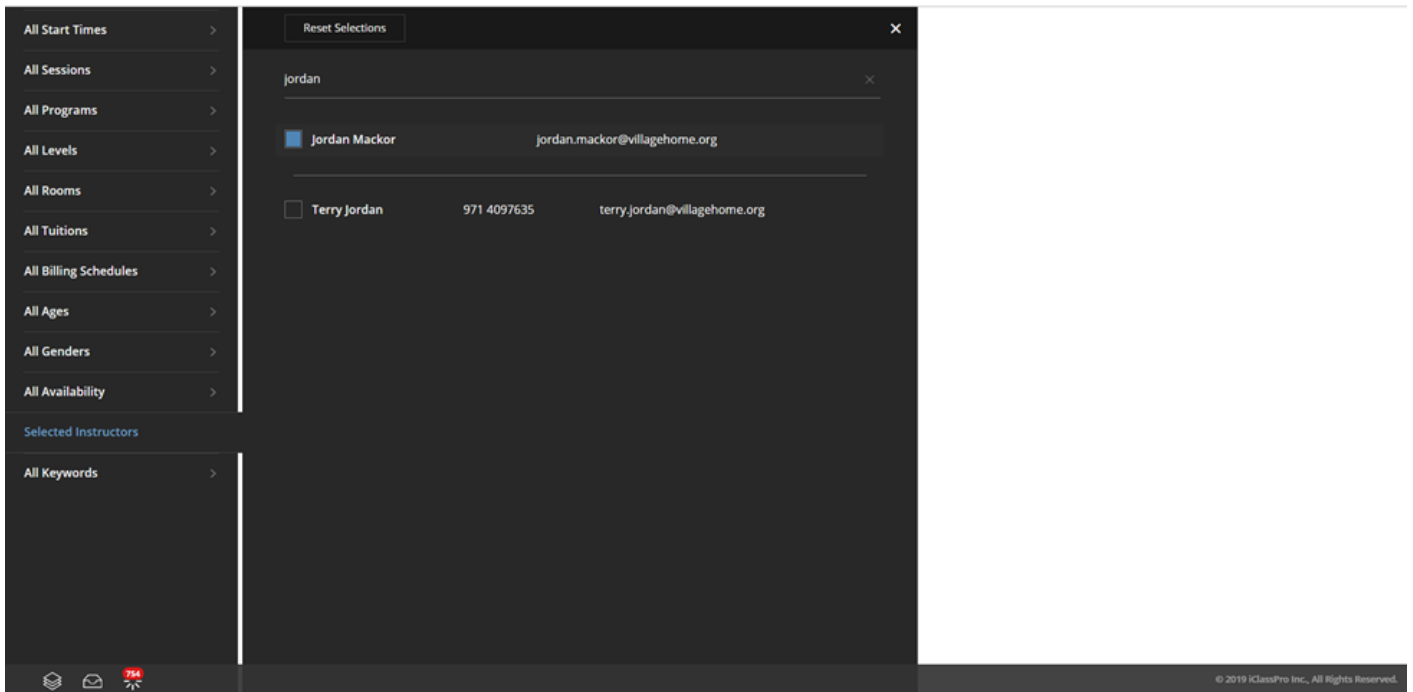 All Start Times
All Sessions
All Programs
All Levels
All Rooms
All Tuitions
All Billing Schedules
All Ages
All Genders
All Availability
Selected Instructors
All Keywords
754
Reset Selections
jordan
Jordan Mackor jordan.mackor@villagehome.org
Terry Jordan 971 4097635 terry.jordan@villagehome.org
© 2019 iClassPro Inc., All Rights Reserved.